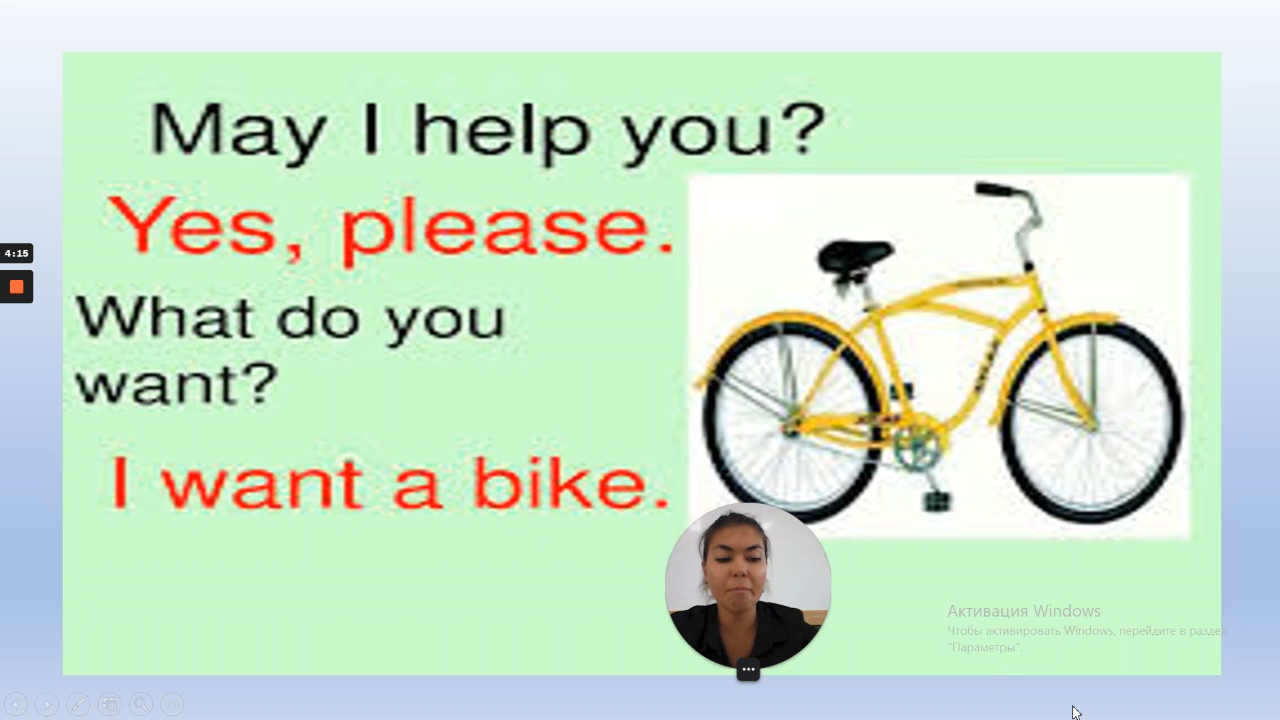 May I help you?
Yes, please.
What do you
want?
I want a bike.
4:15
Активация Windows
Чтобы активировать Windows, перейдите в раздел
"Параметры".